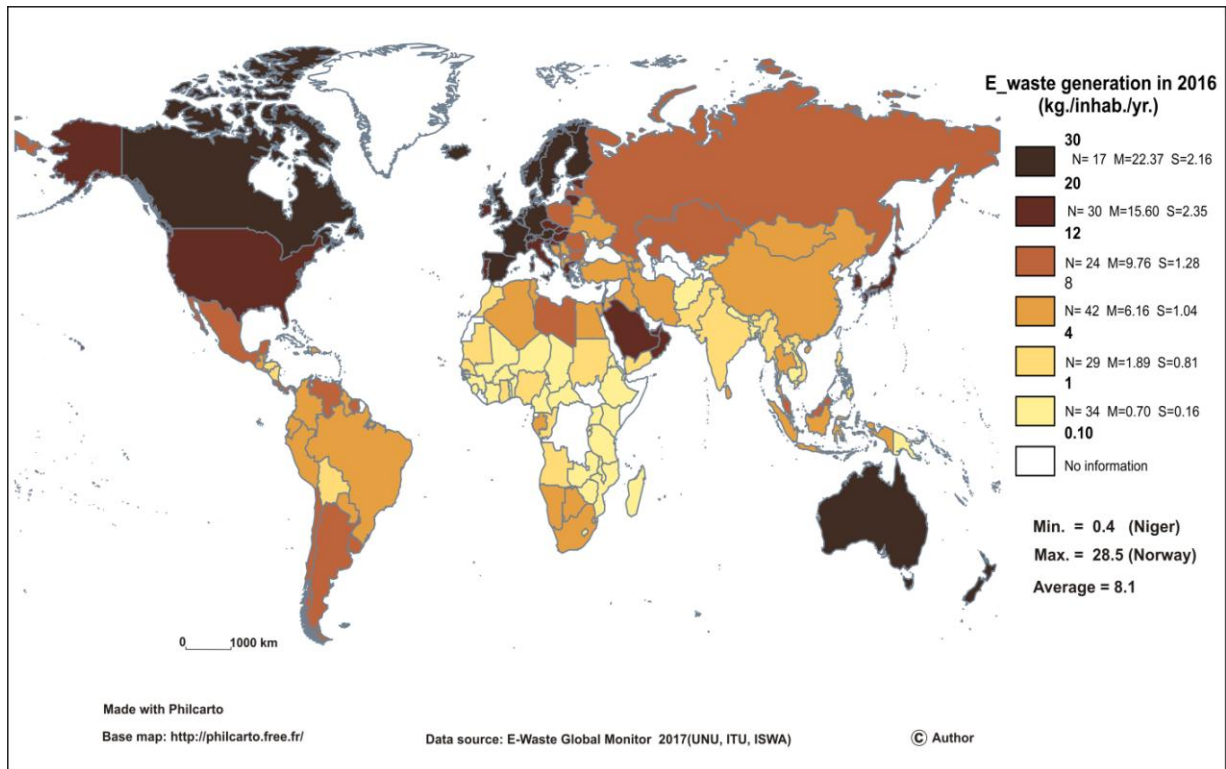 E_waste generation in 2016
(kg./inhab./yr.)
30
N= 17 M=22.37 S=2.16
20
N= 30 M=15.60 S=2.35
12
N= 24 M=9.76 S=1.28
8
N= 42 M=6.16 S=1.04
4
N= 29 M=1.89 S=0.81
1
N= 34 M=0.70 S=0.16
0.10
No information
Min. = 0.4 (Niger)
Max. = 28.5 (Norway)
Average = 8.1
0 1000 km
Made with Philcarto
Base map: http://philcarto.free.fr/
Data source: E-Waste Global Monitor 2017(UNU, ITU, ISWA)
© Author